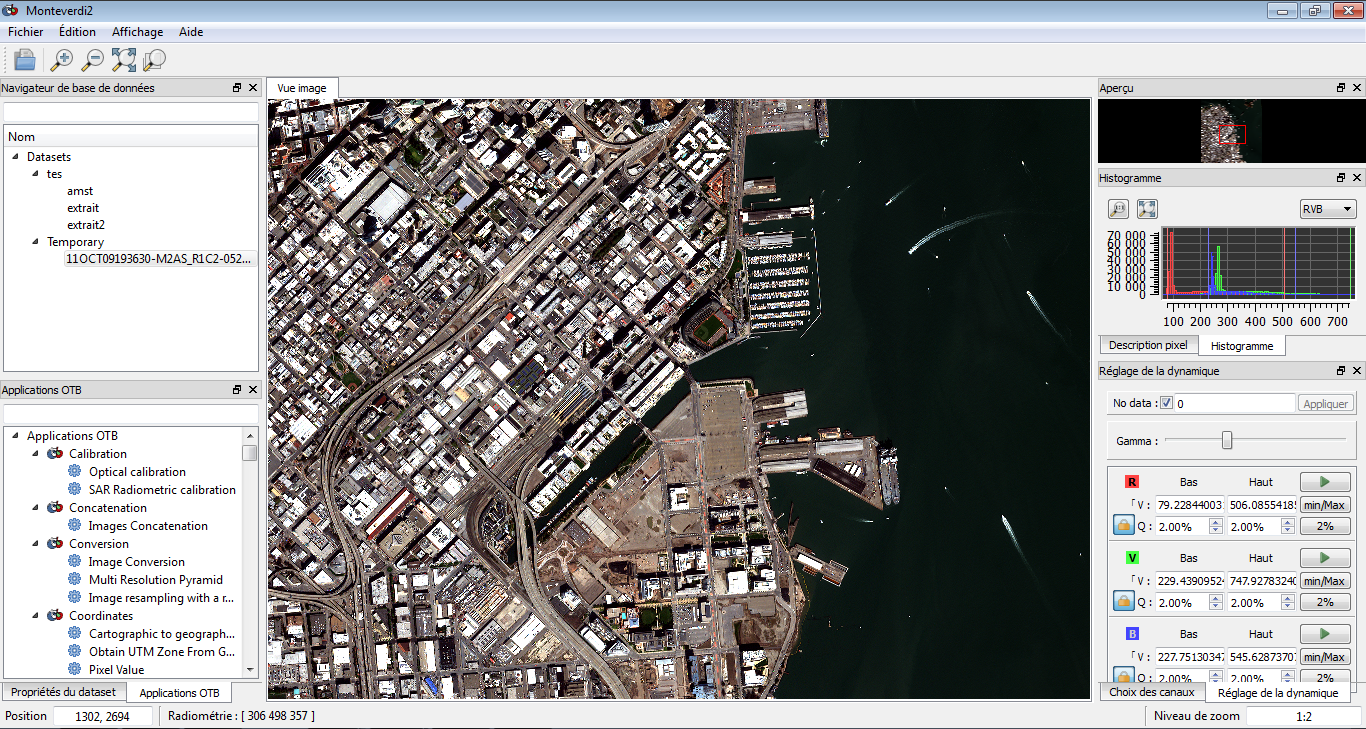 Monteverdi2
Fichier Édition Affichage Aide
Navigateur de base de données
Nom
Datasets
tes
amst
extrait
extrait2
Temporary
11OCT09193630-M2AS_R1C2-052...
Applications OTB
Applications OTB
Calibration
Optical calibration
SAR Radiometric calibration
Concatenation
Images Concatenation
Conversion
Image Conversion
Multi Resolution Pyramid
Image resampling with a r...
Coordinates
Cartographic to geograph...
Obtain UTM Zone From G...
Pixel Value
Propriétés du dataset Applications OTB
Vue image
Aperçu
Histogramme
RVB
70 000
60 000
50 000
40 000
30 000
20 000
10 000
0
100 200 300 400 500 600 700
Description pixel Histogramme
Réglage de la dynamique
No data : 0 Appliquer
Gamma :
R Bas Haut
V : 79.22844003 506.0855418 min/Max
Q : 2.00% 2.00% 2%
V Bas Haut
V : 229.4390952 747.9278324 min/Max
Q : 2.00% 2.00% 2%
B Bas Haut
V : 227.7513034 545.6287370 min/Max
Q : 2.00% 2.00% 2%
Choix des canaux Réglage de la dynamique
Position 1302, 2694 Radiométrie : [ 306 498 357 ] Niveau de zoom 1:2